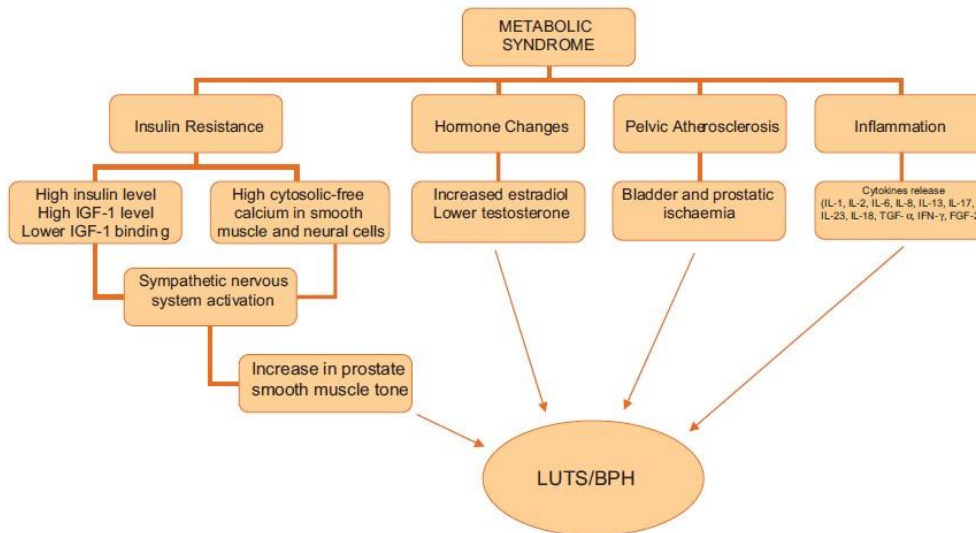 METABOLIC
SYNDROME
Insulin Resistance
Hormone Changes
Pelvic Atherosclerosis
Inflammation
High insulin level
High IGF-1 level
Lower IGF-1 binding
High cytosolic-free
calcium in smooth
muscle and neural cells
Increased estradiol
Lower testosterone
Bladder and prostatic
ischaemia
Cytokines release
(IL-1, IL-2, IL-6, IL-8, IL-13, IL-17,
IL-23, IL-18, TGF- α, IFN-γ, FGF-2
Sympathetic nervous
system activation
Increase in prostate
smooth muscle tone
LUTS/BPH